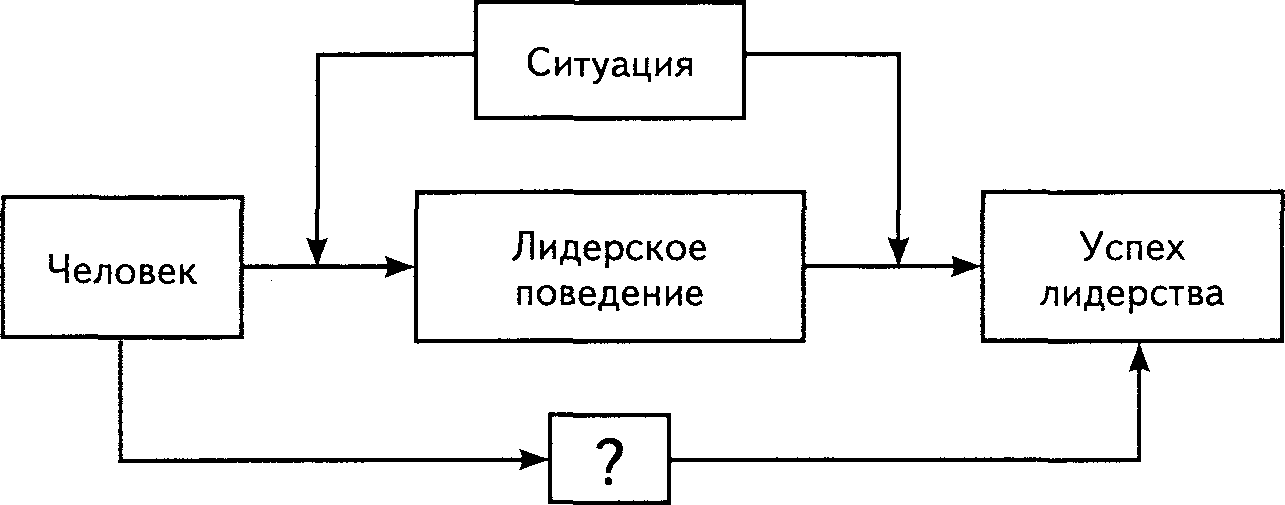 Ситуация
Человек
Лидерское
поведение
Успех
лидерства
?